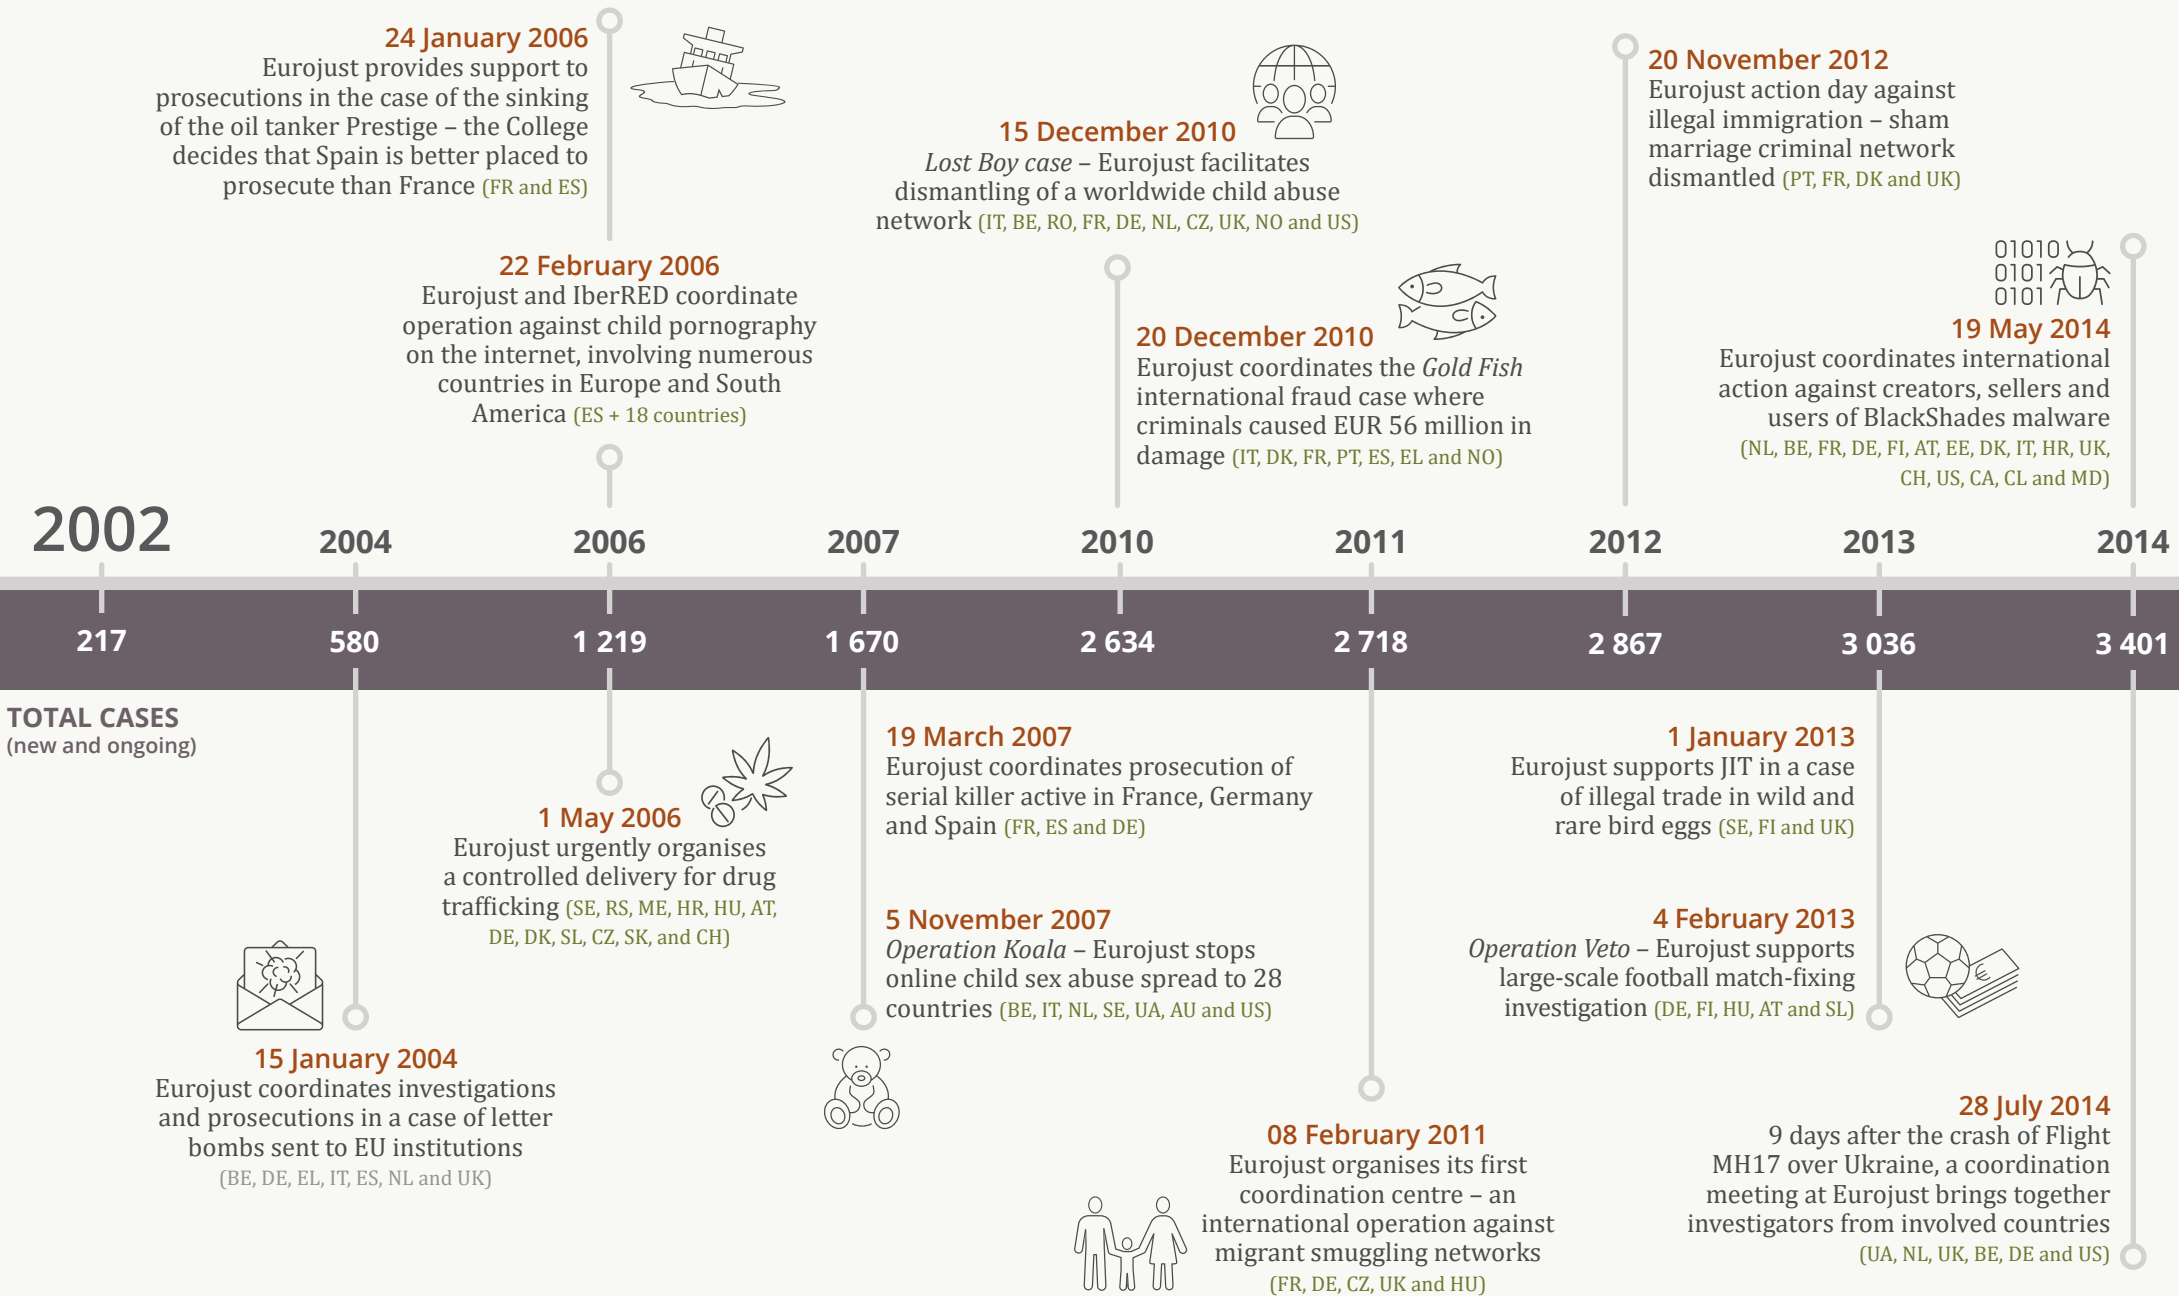 24 January 2006
Eurojust provides support to
prosecutions in the case of the sinking
of the oil tanker Prestige – the College
decides that Spain is better placed to
prosecute than France (FR and ES)
22 February 2006
Eurojust and IberRED coordinate
operation against child pornography
on the internet, involving numerous
countries in Europe and South
America (ES + 18 countries)
15 December 2010
Lost Boy case – Eurojust facilitates
dismantling of a worldwide child abuse
network (IT, BE, RO, FR, DE, NL, CZ, UK, NO and US)
20 December 2010
Eurojust coordinates the Gold Fish
international fraud case where
criminals caused EUR 56 million in
damage (IT, DK, FR, PT, ES, EL and NO)
20 November 2012
Eurojust action day against
illegal immigration – sham
marriage criminal network
dismantled (PT, FR, DK and UK)
01010
0101
0101
19 May 2014
Eurojust coordinates international
action against creators, sellers and
users of BlackShades malware
(NL, BE, FR, DE, FI, AT, EE, DK, IT, HR, UK,
CH, US, CA, CL and MD)
2002
2004
2006
2007
2010
2011
2012
2013
2014
217
580
1 219
1 670
2 634
2 718
2 867
3 036
3 401
TOTAL CASES
(new and ongoing)
15 January 2004
Eurojust coordinates investigations
and prosecutions in a case of letter
bombs sent to EU institutions
(BE, DE, EL, IT, ES, NL and UK)
1 May 2006
Eurojust urgently organises
a controlled delivery for drug
trafficking (SE, RS, ME, HR, HU, AT,
DE, DK, SL, CZ, SK, and CH)
19 March 2007
Eurojust coordinates prosecution of
serial killer active in France, Germany
and Spain (FR, ES and DE)
5 November 2007
Operation Koala – Eurojust stops
online child sex abuse spread to 28
countries (BE, IT, NL, SE, UA, AU and US)
08 February 2011
Eurojust organises its first
coordination centre – an
international operation against
migrant smuggling networks
(FR, DE, CZ, UK and HU)
1 January 2013
Eurojust supports JIT in a case
of illegal trade in wild and
rare bird eggs (SE, FI and UK)
4 February 2013
Operation Veto – Eurojust supports
large-scale football match-fixing
investigation (DE, FI, HU, AT and SL)
€
28 July 2014
9 days after the crash of Flight
MH17 over Ukraine, a coordination
meeting at Eurojust brings together
investigators from involved countries
(UA, NL, UK, BE, DE and US)